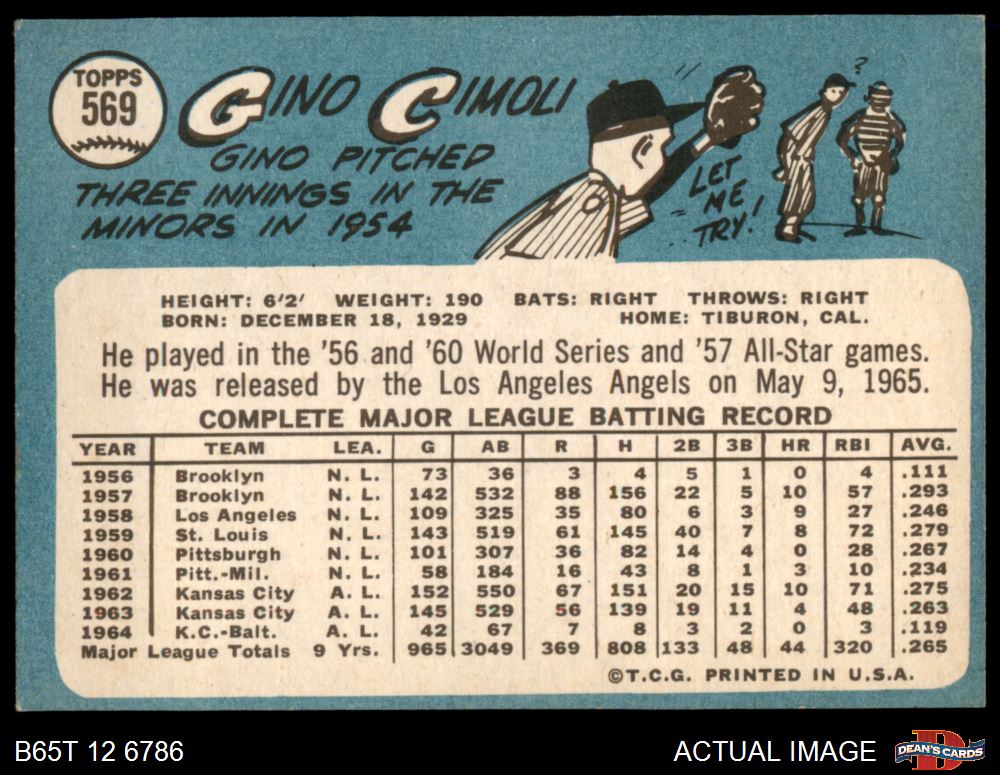 TOPPS
569
GINO CIMOLI
GINO PITCHED
THREE INNINGS IN THE
MINORS IN 1954
?
LET
ME
TRY!
HEIGHT: 6'2' WEIGHT: 190 BATS: RIGHT THROWS: RIGHT
BORN: DECEMBER 18, 1929 HOME: TIBURON, CAL.
He played in the '56 and '60 World Series and '57 All-Star games.
He was released by the Los Angeles Angels on May 9, 1965.
COMPLETE MAJOR LEAGUE BATTING RECORD
YEAR TEAM LEA. G AB R H 2B 3B HR RBI AVG.
1956 Brooklyn N. L. 73 36 3 4 5 1 0 4 .111
1957 Brooklyn N. L. 142 532 88 156 22 5 10 57 .293
1958 Los Angeles N. L. 109 325 35 80 6 3 9 27 .246
1959 St. Louis N. L. 143 519 61 145 40 7 8 72 .279
1960 Pittsburgh N. L. 101 307 36 82 14 4 0 28 .267
1961 Pitt.-Mil. N. L. 58 184 16 43 8 1 3 10 .234
1962 Kansas City A. L. 152 550 67 151 20 15 10 71 .275
1963 Kansas City A. L. 145 529 56 139 19 11 4 48 .263
1964 K.C.-Balt. A. L. 42 67 7 8 3 2 0 3 .119
Major League Totals 9 Yrs. 965 3049 369 808 133 48 44 320 .265
©T.C.G. PRINTED IN U.S.A.
B65T 12 6786 ACTUAL IMAGE DEAN'S CARDS